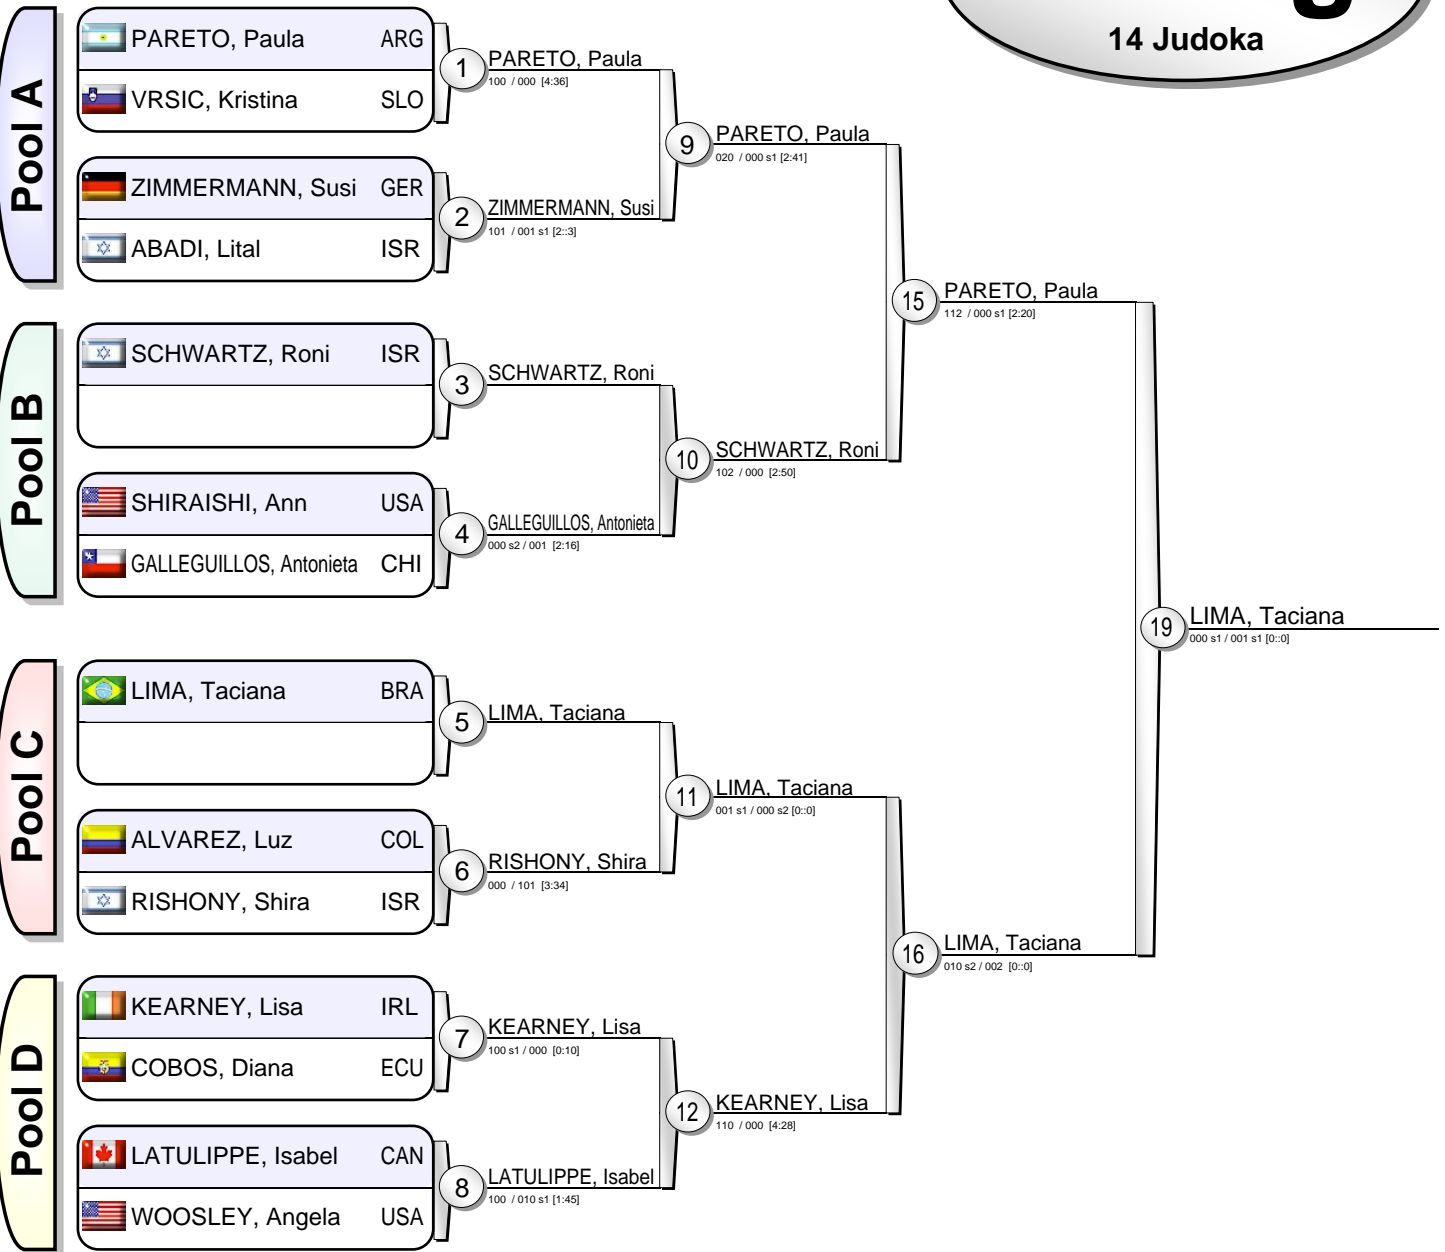 14 Judoka
Pool A
PARETO, Paula ARG
VRSIC, Kristina SLO
ZIMMERMANN, Susi GER
ABADI, Lital ISR
Pool B
SCHWARTZ, Roni ISR
SHIRAISHI, Ann USA
GALLEGUILLOS, Antonieta CHI
Pool C
LIMA, Taciana BRA
ALVAREZ, Luz COL
RISHONY, Shira ISR
Pool D
KEARNEY, Lisa IRL
COBOS, Diana ECU
LATULIPPE, Isabel CAN
WOOSLEY, Angela USA
1 PARETO, Paula
100 / 000 [4:36]
2 ZIMMERMANN, Susi
101 / 001 s1 [2::3]
3 SCHWARTZ, Roni
4 GALLEGUILLOS, Antonieta
000 s2 / 001 [2:16]
5 LIMA, Taciana
6 RISHONY, Shira
000 / 101 [3:34]
7 KEARNEY, Lisa
100 s1 / 000 [0:10]
8 LATULIPPE, Isabel
100 / 010 s1 [1:45]
9 PARETO, Paula
020 / 000 s1 [2:41]
10 SCHWARTZ, Roni
102 / 000 [2:50]
11 LIMA, Taciana
001 s1 / 000 s2 [0::0]
12 KEARNEY, Lisa
110 / 000 [4:28]
15 PARETO, Paula
112 / 000 s1 [2:20]
16 LIMA, Taciana
010 s2 / 002 [0::0]
19 LIMA, Taciana
000 s1 / 001 s1 [0::0]